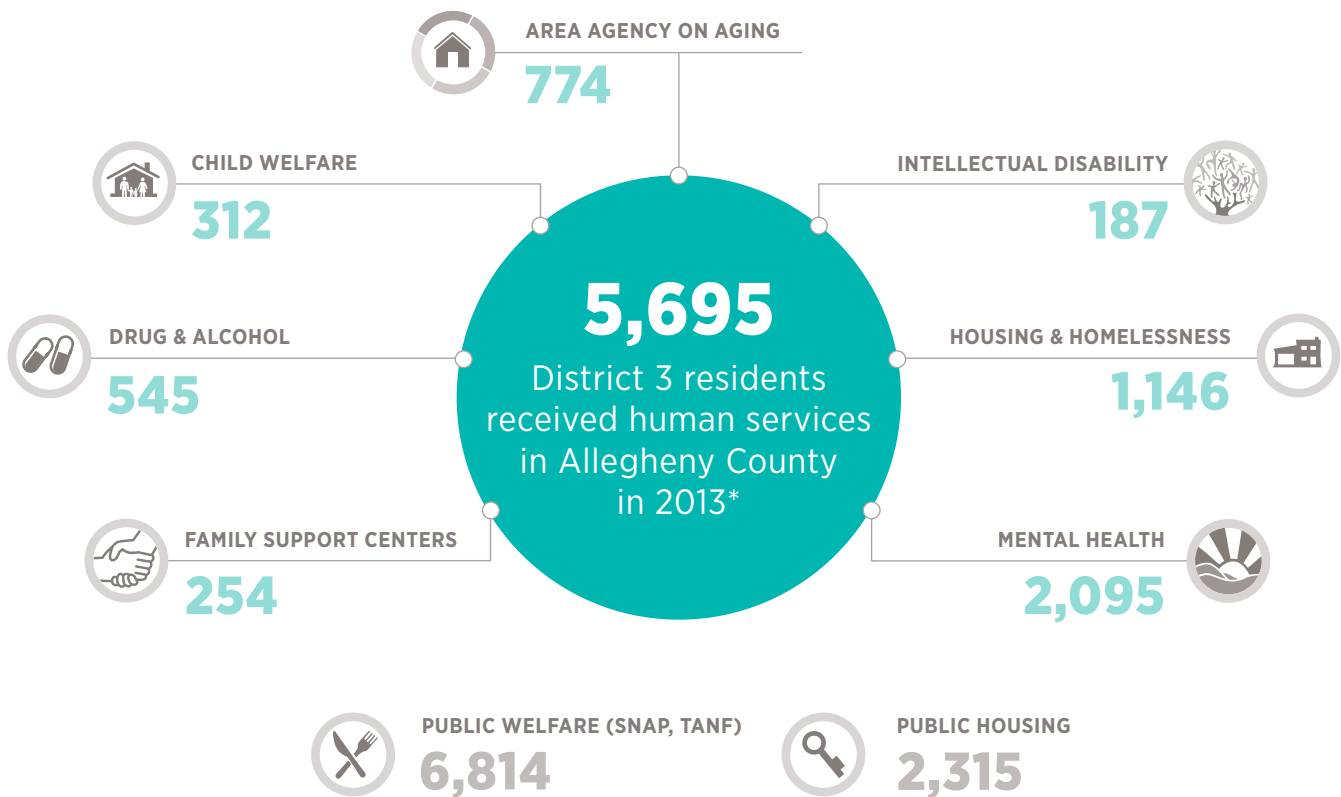 AREA AGENCY ON AGING
774
CHILD WELFARE
312
INTELLECTUAL DISABILITY
187
DRUG & ALCOHOL
545
HOUSING & HOMELESSNESS
1,146
5,695
District 3 residents
received human services
in Allegheny County
in 2013*
FAMILY SUPPORT CENTERS
254
MENTAL HEALTH
2,095
PUBLIC WELFARE (SNAP, TANF)
6,814
PUBLIC HOUSING
2,315